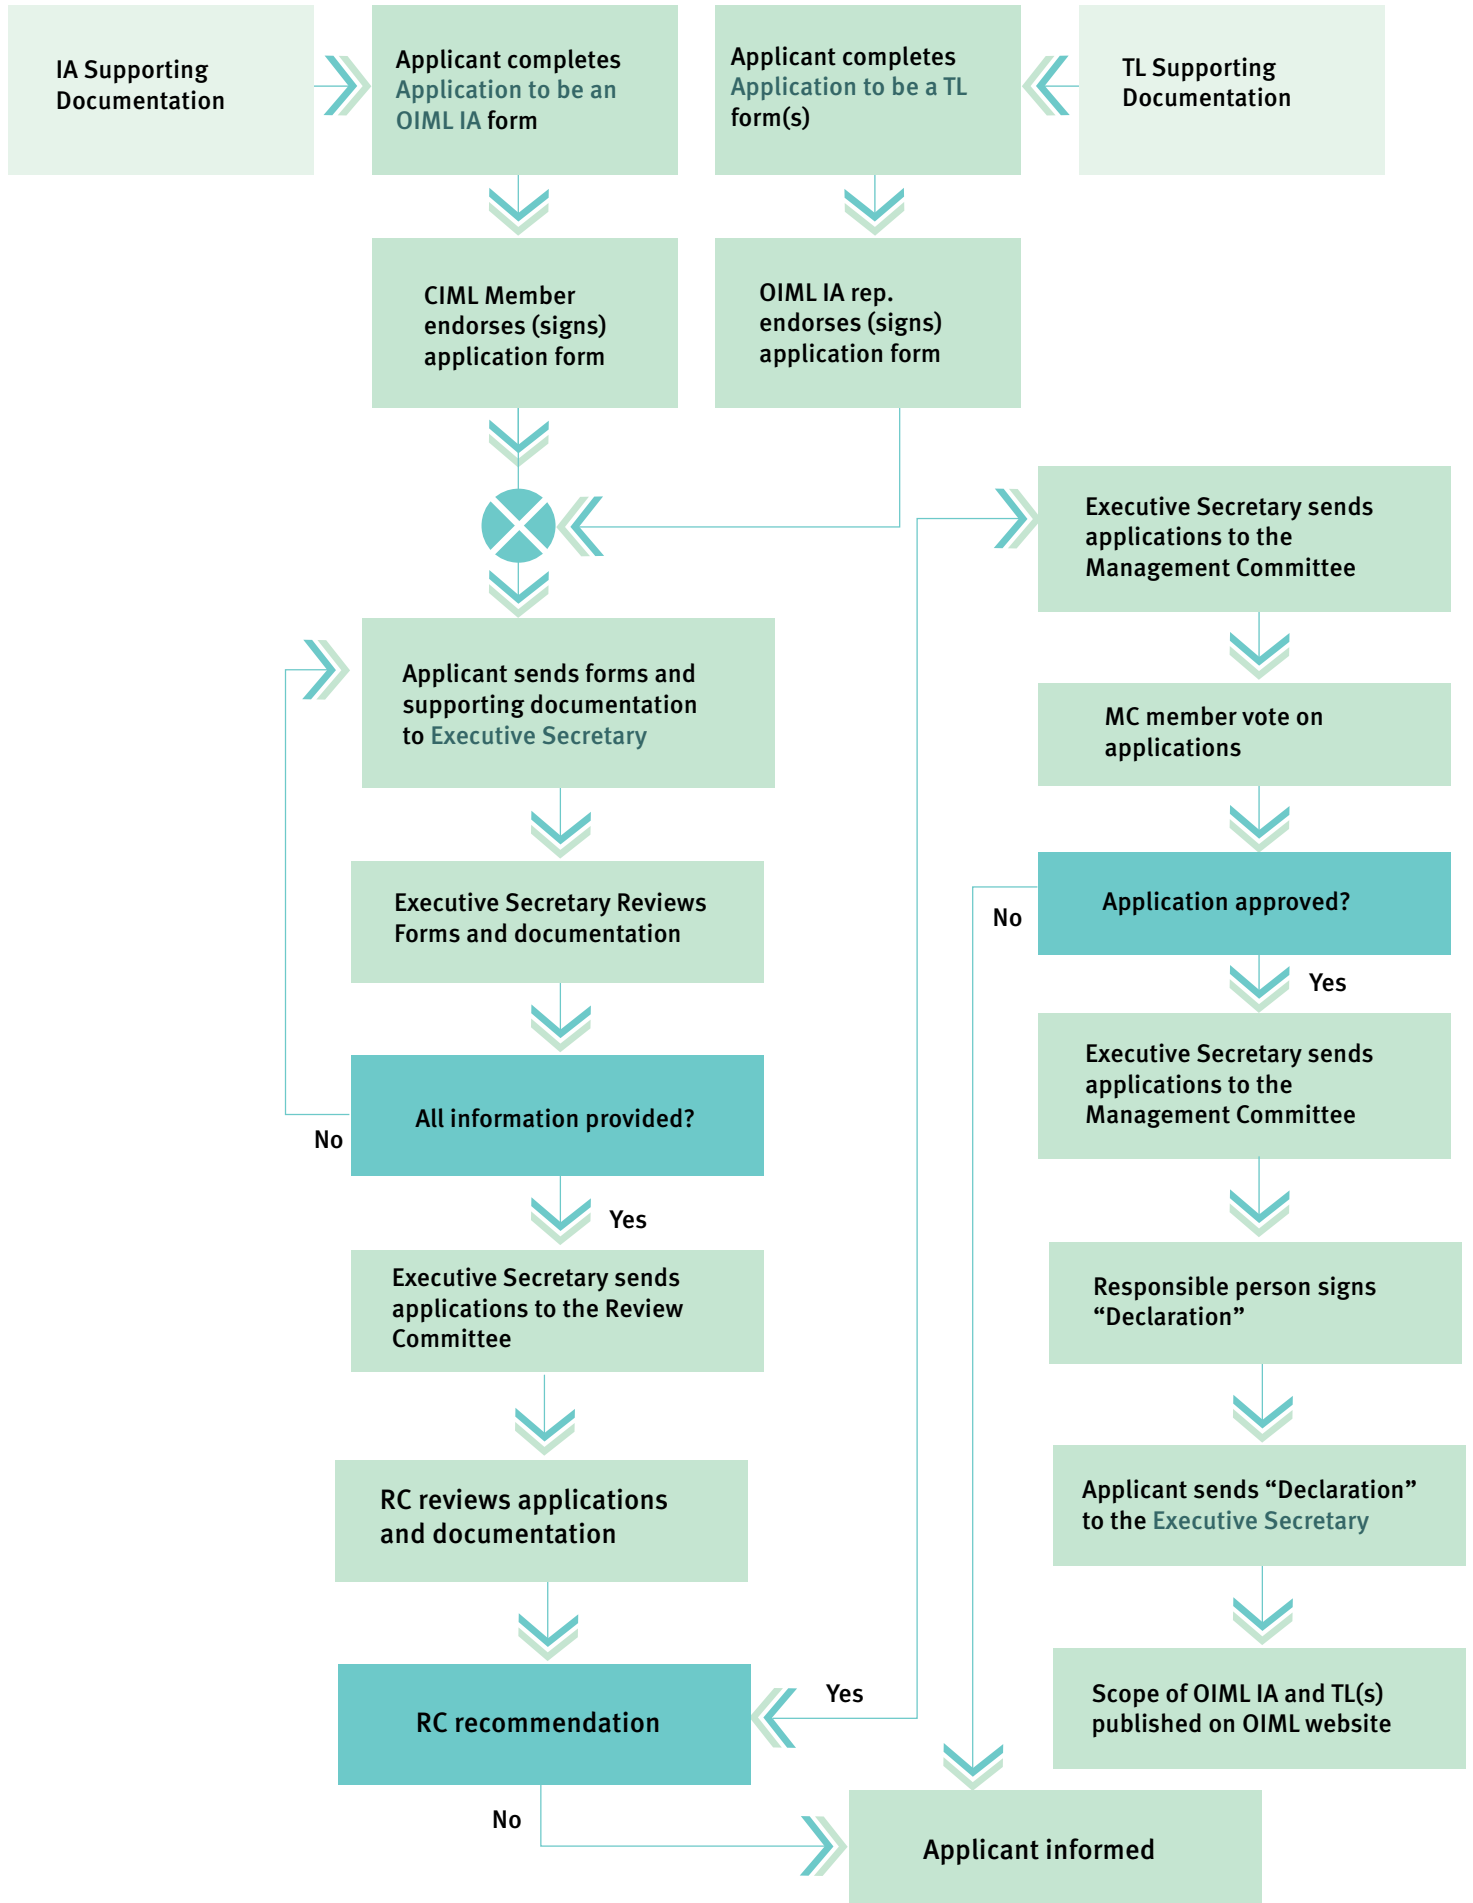 IA Supporting
Documentation
Applicant completes
Application to be an
OIML IA form
Applicant completes
Application to be a TL
form(s)
TL Supporting
Documentation
CIML Member
endorses (signs)
application form
OIML IA rep.
endorses (signs)
application form
Applicant sends forms and
supporting documentation
to Executive Secretary
Executive Secretary Reviews
Forms and documentation
All information provided?
No
Yes
Executive Secretary sends
applications to the Review
Committee
RC reviews applications
and documentation
RC recommendation
Yes
No
Executive Secretary sends
applications to the
Management Committee
MC member vote on
applications
Application approved?
No
Yes
Executive Secretary sends
applications to the
Management Committee
Responsible person signs
“Declaration”
Applicant sends “Declaration”
to the Executive Secretary
Scope of OIML IA and TL(s)
published on OIML website
Applicant informed